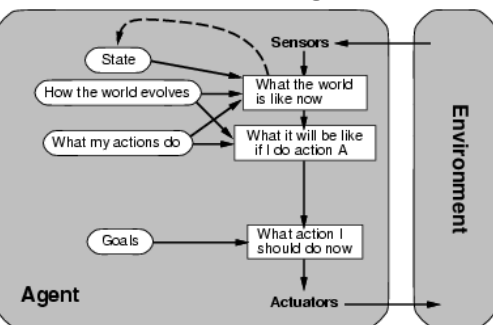 Sensors
State
What the world
is like now
How the world evolves
What it will be like
if I do action A
What my actions do
Environment
What action I
should do now
Goals
Agent
Actuators